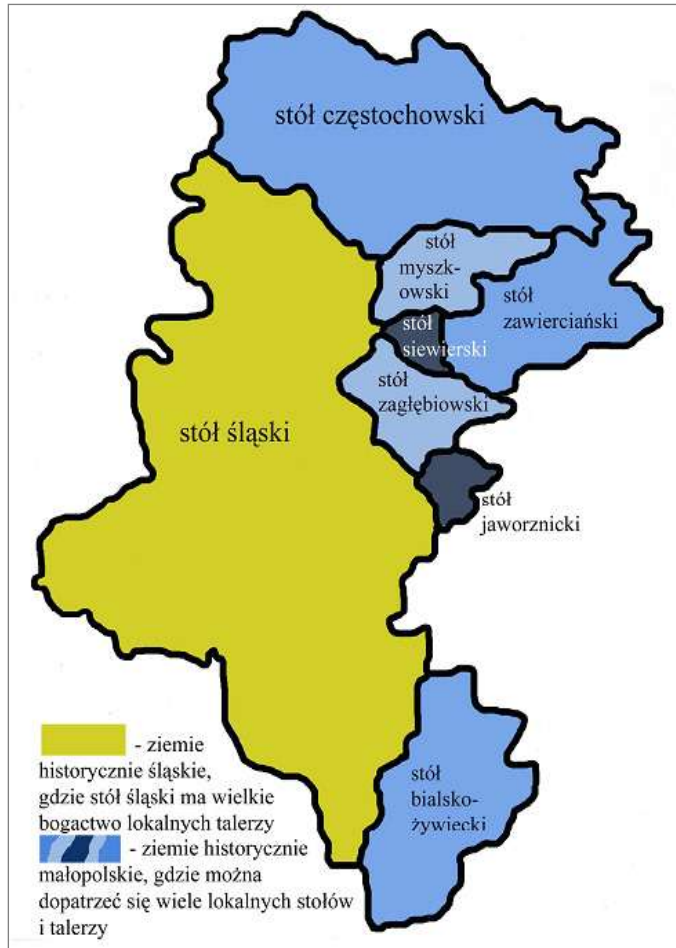 stół częstochowski
stół
myszk-
owski
stół
zawierciański
stół
siewierski
stół
zagłębiowski
stół śląski
stół
jaworznicki
stół
bialsko-
żywiecki
- ziemie
historycznie śląskie,
gdzie stół śląski ma wielkie
bogactwo lokalnych talerzy
- ziemie historycznie
małopolskie, gdzie można
dopatrzeć się wiele lokalnych stołów
i talerzy